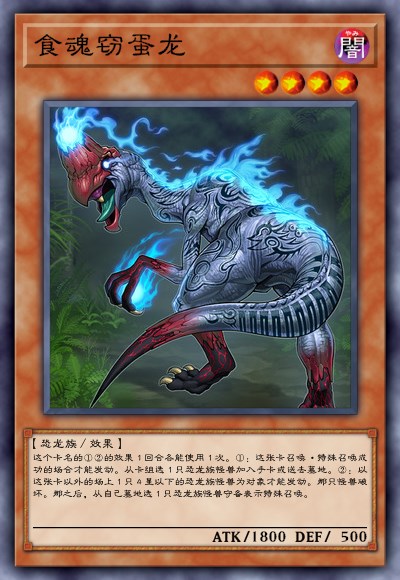 食魂窃蛋龙
やみ
闇
【恐龙族／效果】
这个卡名的①②的效果1回合各能使用1次。①：这张卡召唤·特殊召唤成
功的场合才能发动。从卡组选1只恐龙族怪兽加入手卡或送去墓地。②：以
这张卡以外的场上1只4星以下的恐龙族怪兽为对象才能发动。那只怪兽破
坏。那之后，从自己墓地选1只恐龙族怪兽守备表示特殊召唤。
ATK/1800 DEF/ 500